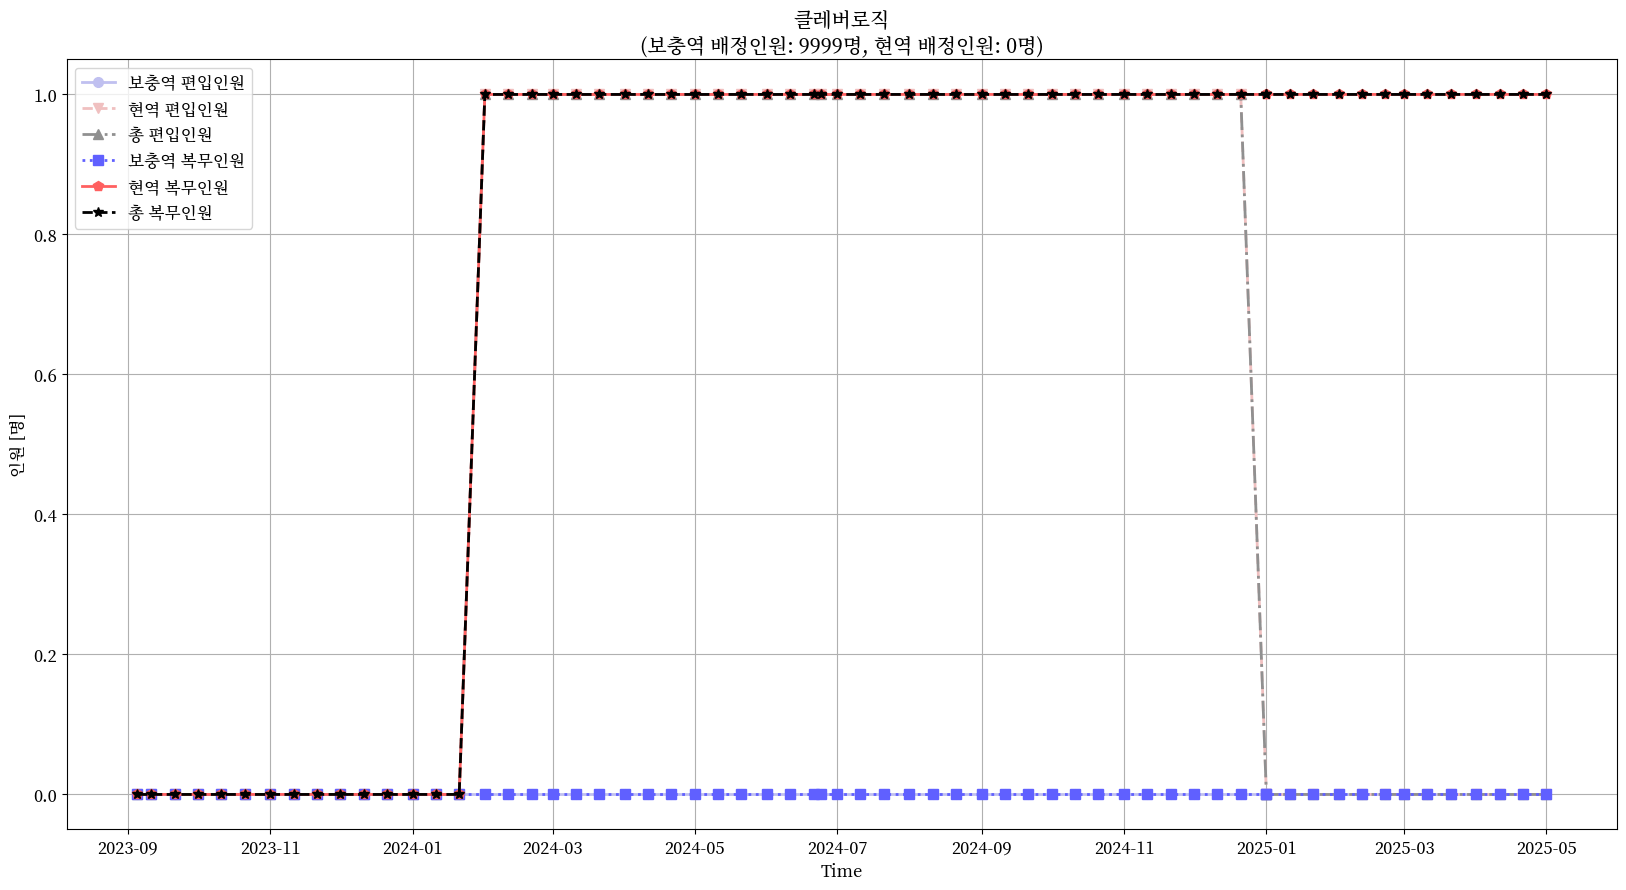 클레버로직
(보충역 배정인원: 9999명, 현역 배정인원: 0명)
보충역 편입인원
현역 편입인원
총 편입인원
보충역 복무인원
현역 복무인원
총 복무인원
1.0
0.8
0.6
0.4
0.2
0.0
인원 [명]
2023-09
2023-11
2024-01
2024-03
2024-05
2024-07
2024-09
2024-11
2025-01
2025-03
2025-05
Time